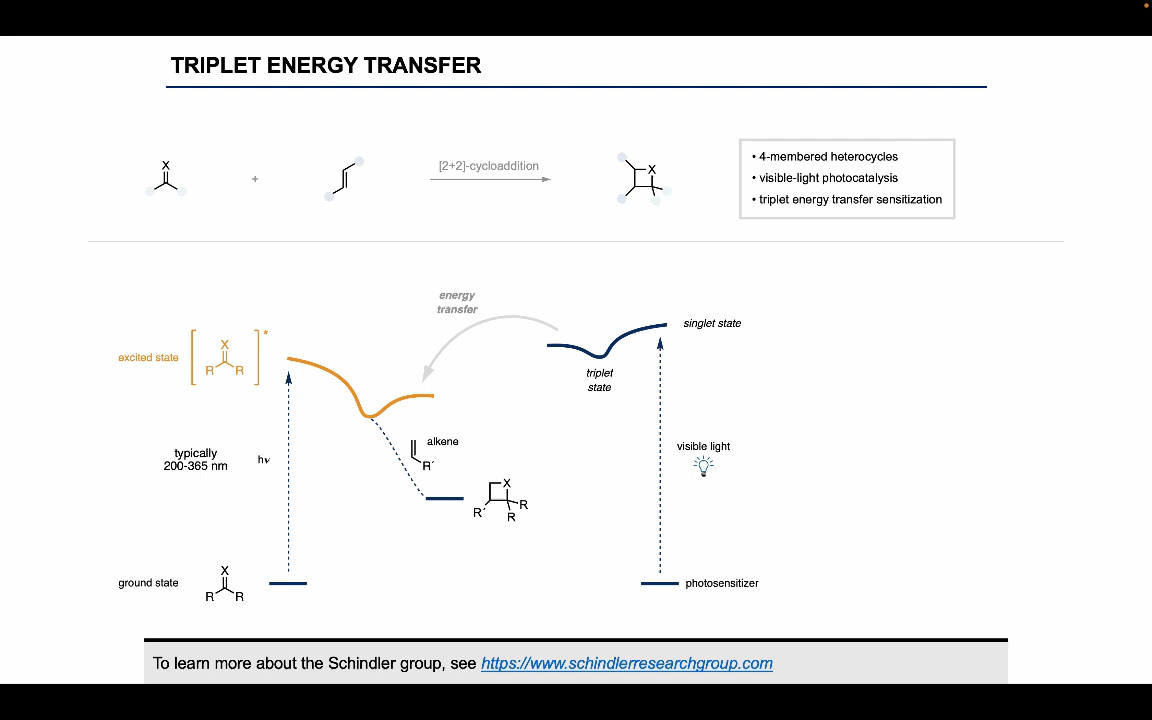 TRIPLET ENERGY TRANSFER
X
+
[2+2]-cycloaddition
X
• 4-membered heterocycles
• visible-light photocatalysis
• triplet energy transfer sensitization
energy
transfer
singlet state
excited state
X
R R
*
triplet
state
typically
200-365 nm
hν
alkene
R′
visible light
X
R′
R
R
ground state
X
R R
photosensitizer
To learn more about the Schindler group, see https://www.schindlerresearchgroup.com